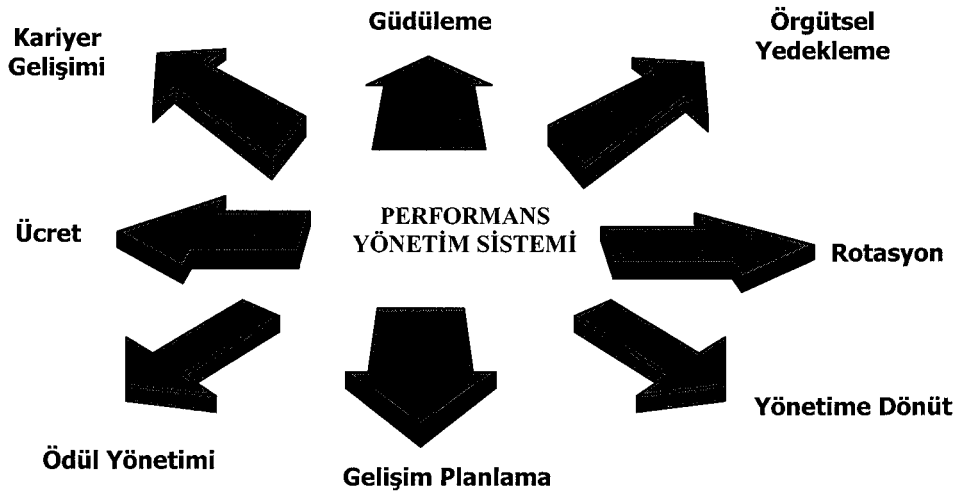 Güdüleme
Örgütsel
Yedekleme
Kariyer
Gelişimi
PERFORMANS
YÖNETİM SİSTEMİ
Ücret
Rotasyon
Yönetime Dönüt
Ödül Yönetimi
Gelişim Planlama